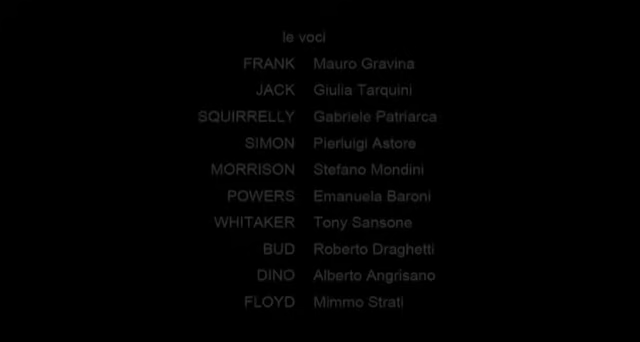 le voci
FRANK Mauro Gravina
JACK Giulia Tarquini
SQUIRRELLY Gabriele Patriarca
SIMON Pierluigi Astore
MORRISON Stefano Mondini
POWERS Emanuela Baroni
WHITAKER Tony Sansone
BUD Roberto Draghetti
DINO Alberto Angrisano
FLOYD Mimmo Strati